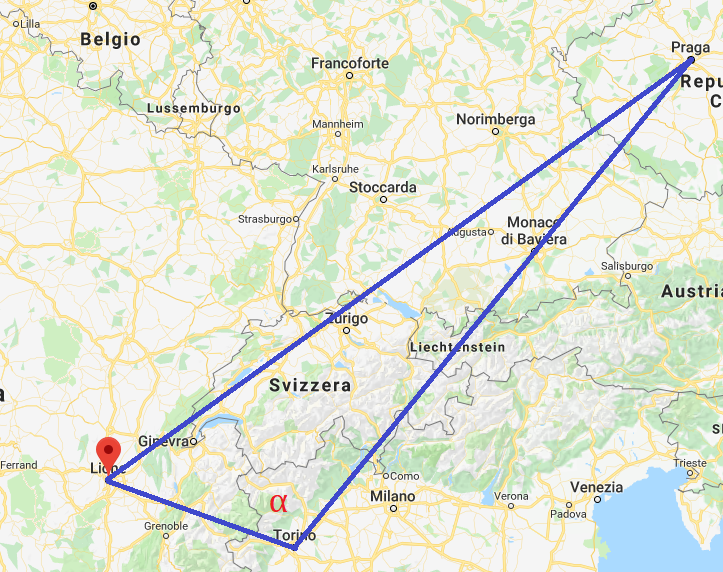 Lilla
Belgio
Praga
Francoforte
Repu
C
Lussemburgo
Norimberga
Mannheim
Karlsruhe
Stoccarda
Strasburgo
Augusta
Monaco
di Baviera
Salisburgo
Austria
Zurigo
Liechtenstein
Svizzera
a
Ginevra
Ferrand
Lione
Trieste
Como
Milano
Verona
Venezia
Padova
α
Grenoble
Torino